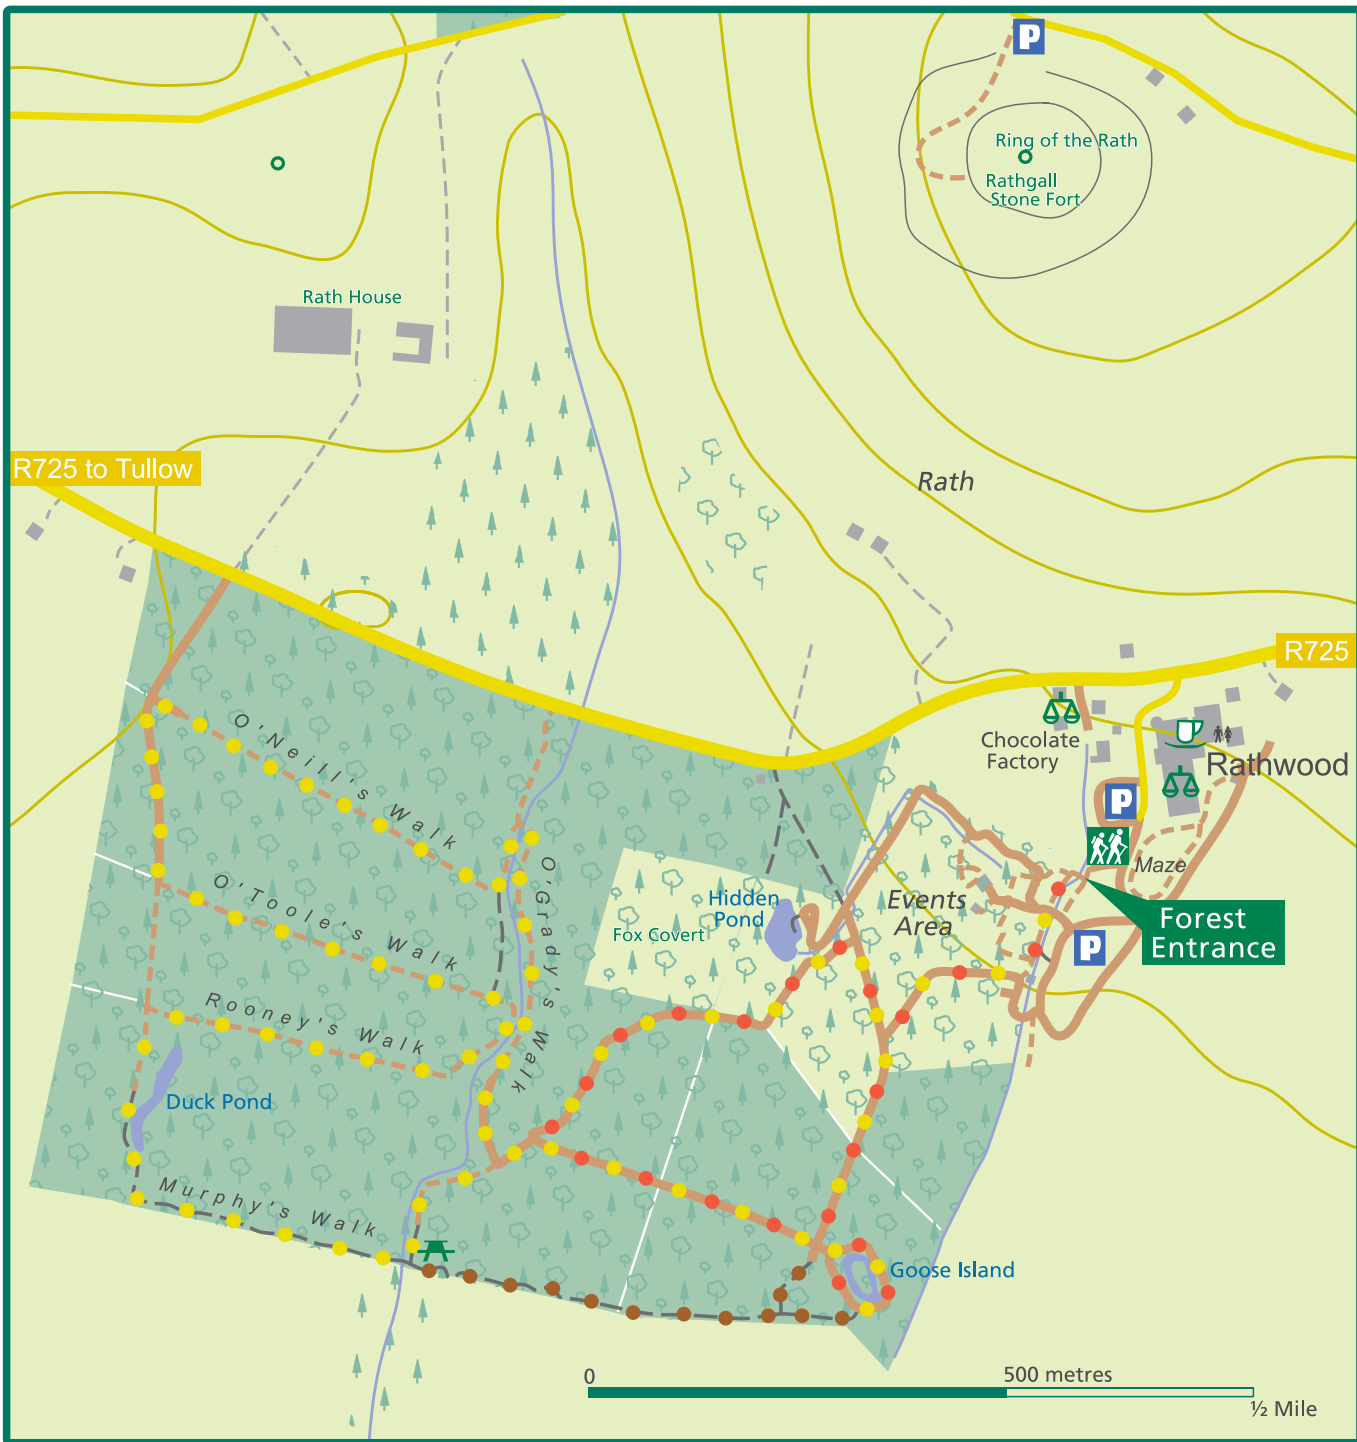 P
Ring of the Rath
Rathgall
Stone Fort
Rath House
R725 to Tullow
Rath
R725
Chocolate
Factory
Rathwood
P
Maze
O'Neill's Walk
O'Toole's Walk
O'Grady's Walk
Hidden
Pond
Events
Area
Fox Covert
Forest
Entrance
P
Rooney's Walk
Duck Pond
Murphy's Walk
Goose Island
0
500 metres
½ Mile